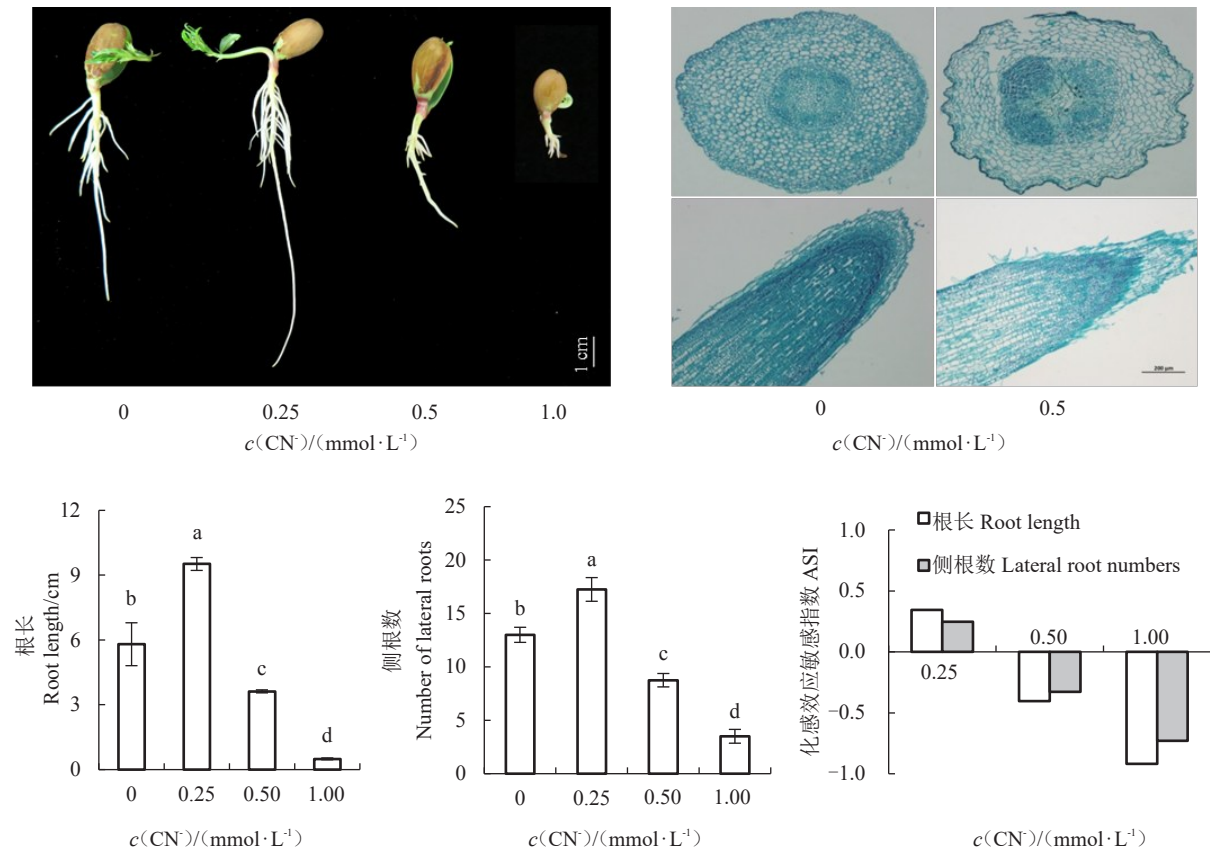 1 cm
200 μm
0 0.25 0.5 1.0
c(CN⁻)/(mmol·L⁻¹)
0 0.5
c(CN⁻)/(mmol·L⁻¹)
根长
Root length/cm
12
9
6
3
0
b
a
c
d
0 0.25 0.50 1.00
c(CN⁻)/(mmol·L⁻¹)
侧根数
Number of lateral roots
25
20
15
10
5
0
b
a
c
d
0 0.25 0.50 1.00
c(CN⁻)/(mmol·L⁻¹)
化感效应敏感指数 ASI
1.0
0.5
0.0
−0.5
−1.0
根长 Root length
侧根数 Lateral root numbers
0.25
0.50
1.00
c(CN⁻)/(mmol·L⁻¹)